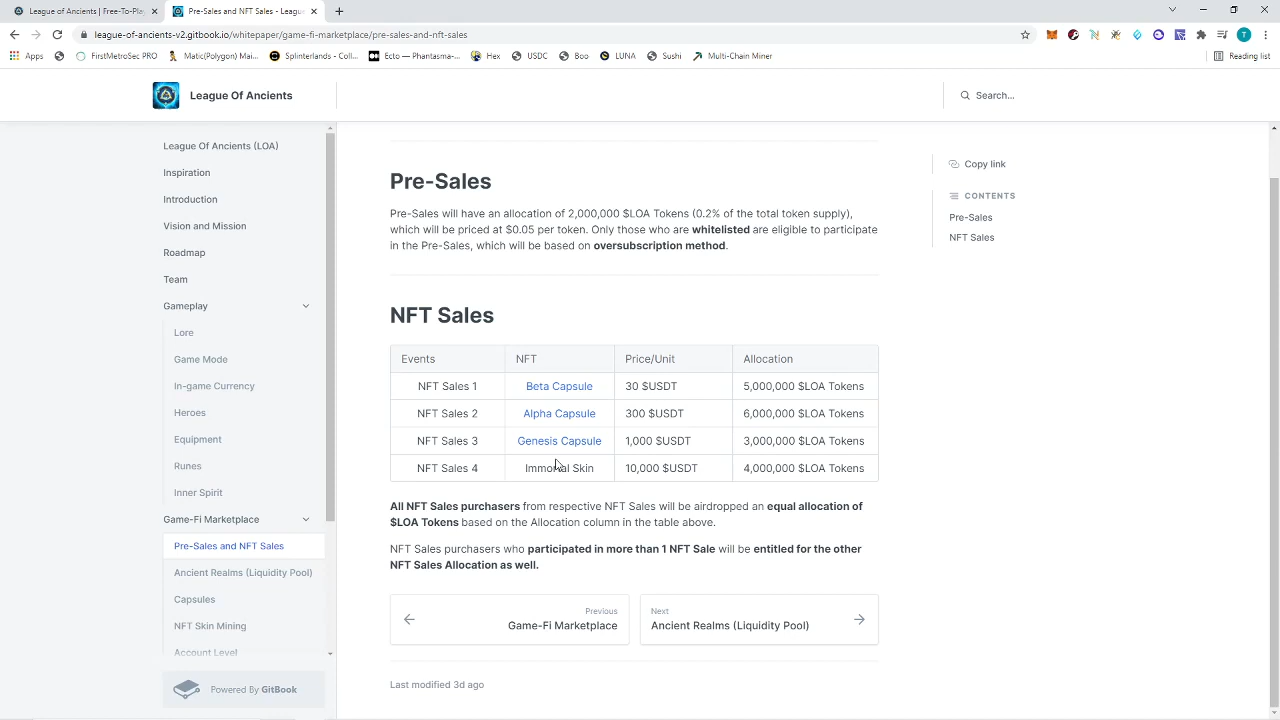 League of Ancients | Free-To-Play
Pre-Sales and NFT Sales - League
league-of-ancients-v2.gitbook.io/whitepaper/game-fi-marketplace/pre-sales-and-nft-sales
T
Apps
FirstMetroSec PRO
Matic(Polygon) Mai...
Splinterlands - Coll...
Ecto — Phantasma-...
Hex
USDC
Boo
LUNA
Sushi
Multi-Chain Miner
Reading list
League Of Ancients
Search...
League Of Ancients (LOA)
Inspiration
Introduction
Vision and Mission
Roadmap
Team
Gameplay
Lore
Game Mode
In-game Currency
Heroes
Equipment
Runes
Inner Spirit
Game-Fi Marketplace
Pre-Sales and NFT Sales
Ancient Realms (Liquidity Pool)
Capsules
NFT Skin Mining
Account Level
Powered By GitBook
Pre-Sales
Pre-Sales will have an allocation of 2,000,000 $LOA Tokens (0.2% of the total token supply),
which will be priced at $0.05 per token. Only those who are whitelisted are eligible to participate
in the Pre-Sales, which will be based on oversubscription method.
NFT Sales
Events NFT Price/Unit Allocation
NFT Sales 1 Beta Capsule 30 $USDT 5,000,000 $LOA Tokens
NFT Sales 2 Alpha Capsule 300 $USDT 6,000,000 $LOA Tokens
NFT Sales 3 Genesis Capsule 1,000 $USDT 3,000,000 $LOA Tokens
NFT Sales 4 Immortal Skin 10,000 $USDT 4,000,000 $LOA Tokens
All NFT Sales purchasers from respective NFT Sales will be airdropped an equal allocation of
$LOA Tokens based on the Allocation column in the table above.
NFT Sales purchasers who participated in more than 1 NFT Sale will be entitled for the other
NFT Sales Allocation as well.
Previous
Game-Fi Marketplace
Next
Ancient Realms (Liquidity Pool)
Last modified 3d ago
Copy link
CONTENTS
Pre-Sales
NFT Sales